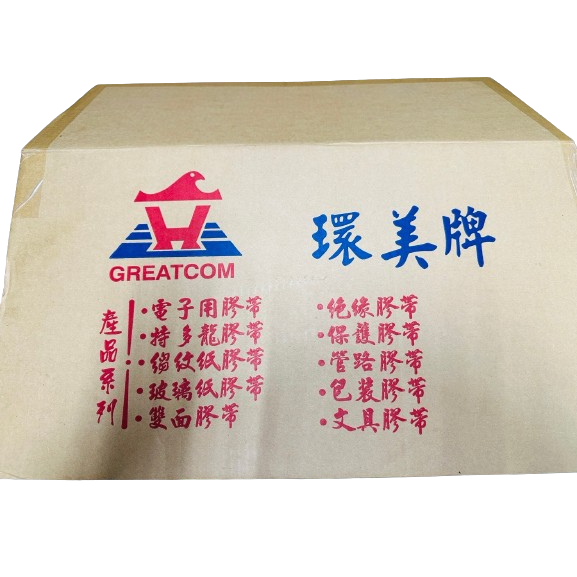 GREATCOM
環美牌
產品系列
•電子用膠帶
•持多龍膠帶
•縐紋紙膠帶
•玻璃紙膠帶
•雙面膠帶
•絕緣膠帶
•保護膠帶
•管路膠帶
•包裝膠帶
•文具膠帶